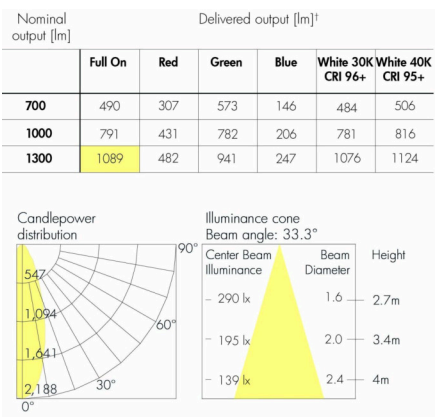 Nominal output [lm] Delivered output [lm]†
Full On Red Green Blue White 30K CRI 96+ White 40K CRI 95+
700 490 307 573 146 484 506
1000 791 431 782 206 781 816
1300 1089 482 941 247 1076 1124
Candlepower distribution
90°
547
1,094
60°
1,641
30°
2,188
0°
Illuminance cone
Beam angle: 33.3°
Center Beam Illuminance Beam Diameter Height
290 lx 1.6 2.7m
195 lx 2.0 3.4m
139 lx 2.4 4m